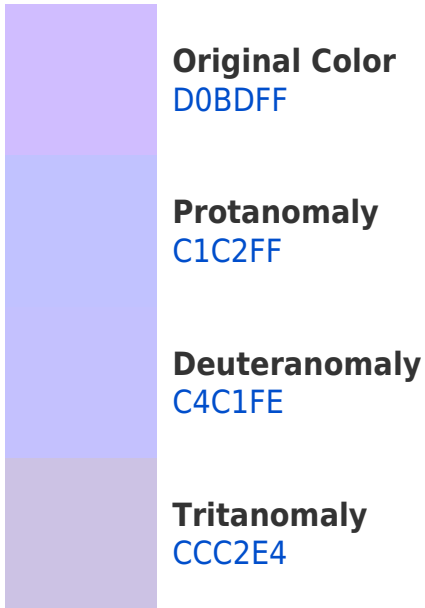 Original Color
D0BDFF
Protanomaly
C1C2FF
Deuteranomaly
C4C1FE
Tritanomaly
CCC2E4